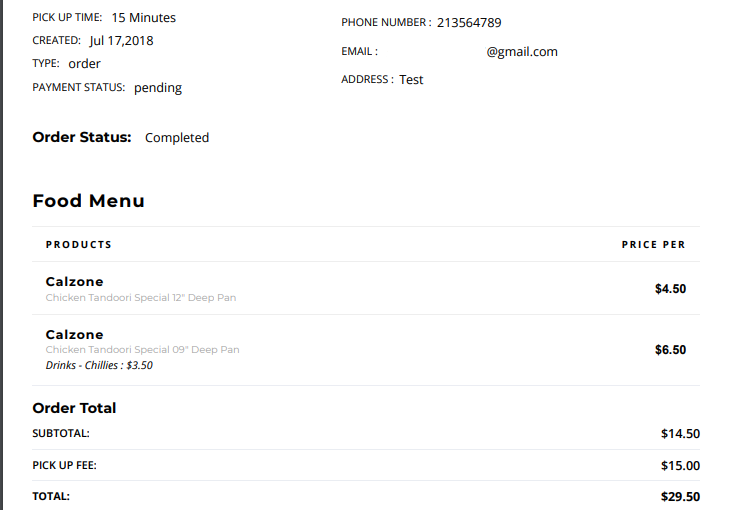 PICK UP TIME: 15 Minutes
CREATED: Jul 17,2018
TYPE: order
PAYMENT STATUS: pending
PHONE NUMBER : 213564789
EMAIL : @gmail.com
ADDRESS : Test
Order Status: Completed
Food Menu
PRODUCTS PRICE PER
Calzone
Chicken Tandoori Special 12" Deep Pan
$4.50
Calzone
Chicken Tandoori Special 09" Deep Pan
Drinks - Chillies : $3.50
$6.50
Order Total
SUBTOTAL: $14.50
PICK UP FEE: $15.00
TOTAL: $29.50